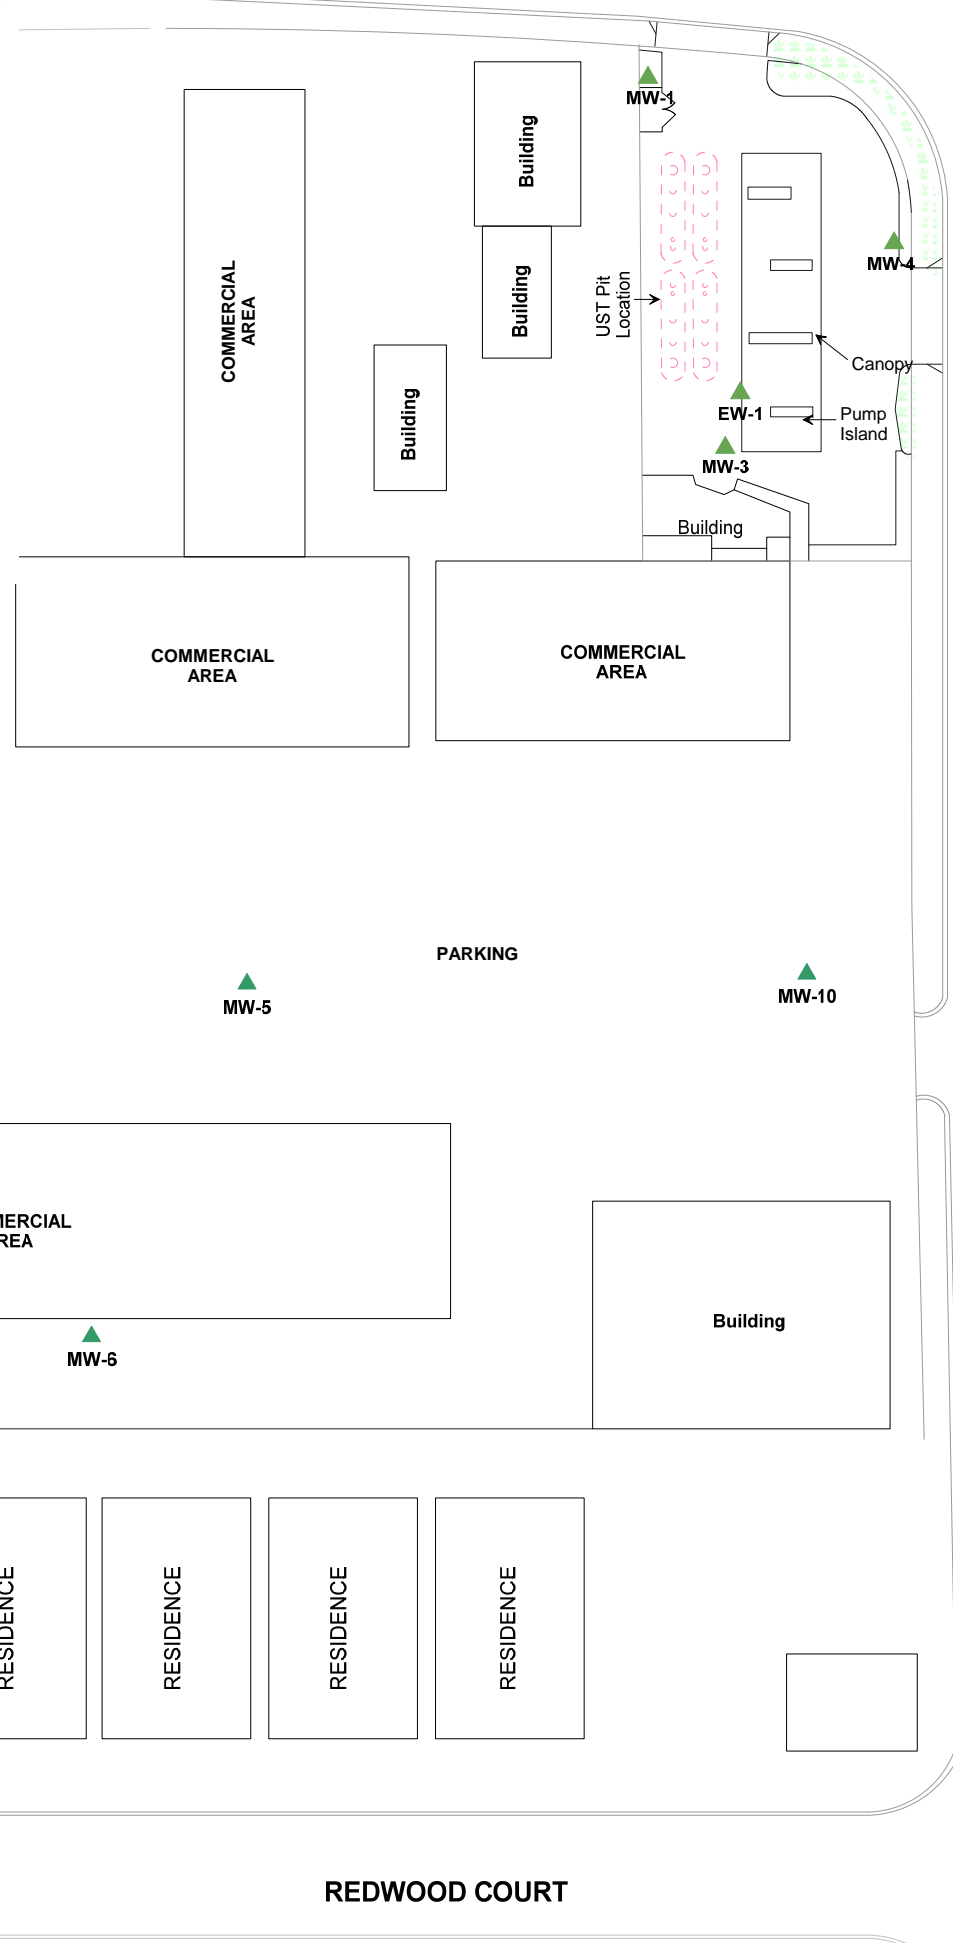 MW-1
Building
COMMERCIAL
AREA
Building
MW-4
UST Pit
Location
Canopy
Building
EW-1
Pump
Island
MW-3
Building
COMMERCIAL
AREA
COMMERCIAL
AREA
PARKING
MW-5
MW-10
MERCIAL
REA
Building
MW-6
RESIDENCE
RESIDENCE
RESIDENCE
RESIDENCE
REDWOOD COURT